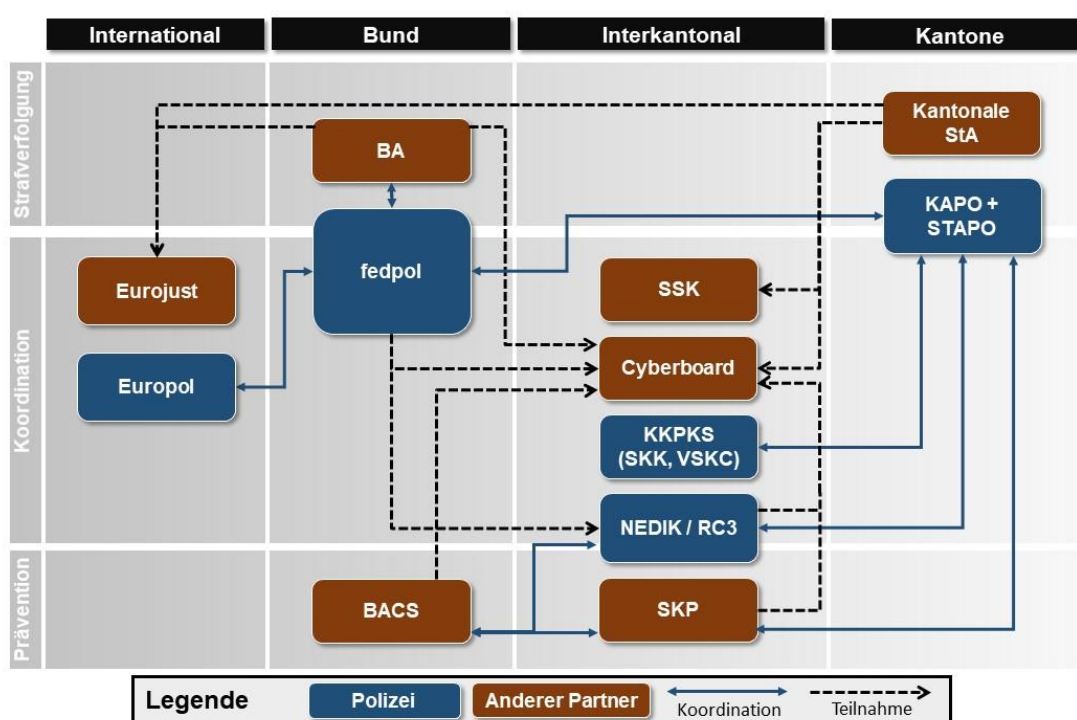 International
Bund
Interkantonal
Kantone
Strafverfolgung
BA
Kantonale
StA
KAPO +
STAPO
Koordination
fedpol
Eurojust
Europol
SSK
Cyberboard
KKPKS
(SKK, VSKC)
NEDIK / RC3
Prävention
BACS
SKP
Legende
Polizei
Anderer Partner
Koordination
Teilnahme